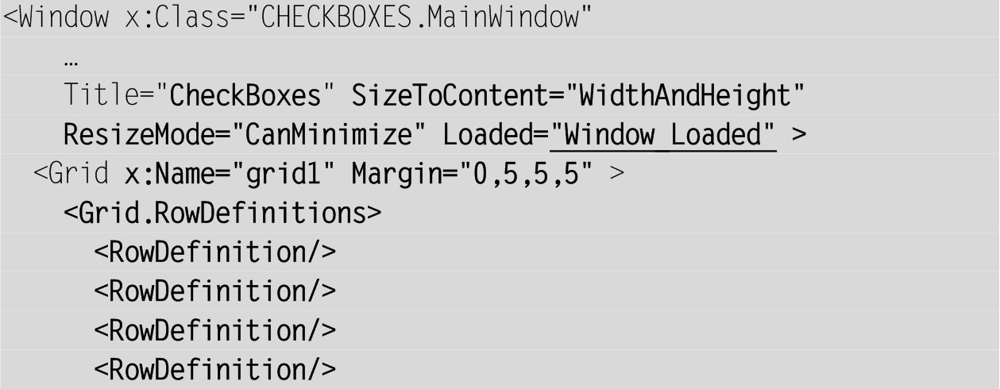 <Window x:Class="CHECKBOXES.MainWindow"
…
Title="CheckBoxes" SizeToContent="WidthAndHeight"
ResizeMode="CanMinimize" Loaded="Window_Loaded" >
<Grid x:Name="grid1" Margin="0,5,5,5" >
<Grid.RowDefinitions>
<RowDefinition/>
<RowDefinition/>
<RowDefinition/>
<RowDefinition/>